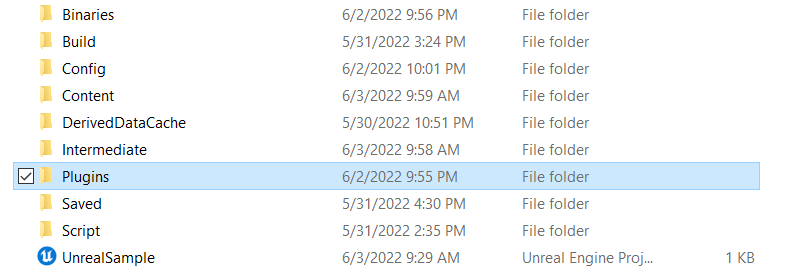 Binaries 6/2/2022 9:56 PM File folder
Build 5/31/2022 3:24 PM File folder
Config 6/2/2022 10:01 PM File folder
Content 6/3/2022 9:59 AM File folder
DerivedDataCache 5/30/2022 10:51 PM File folder
Intermediate 6/3/2022 9:58 AM File folder
Plugins 6/2/2022 9:55 PM File folder
Saved 5/31/2022 4:30 PM File folder
Script 5/31/2022 2:35 PM File folder
UnrealSample 6/3/2022 9:29 AM Unreal Engine Proj... 1 KB